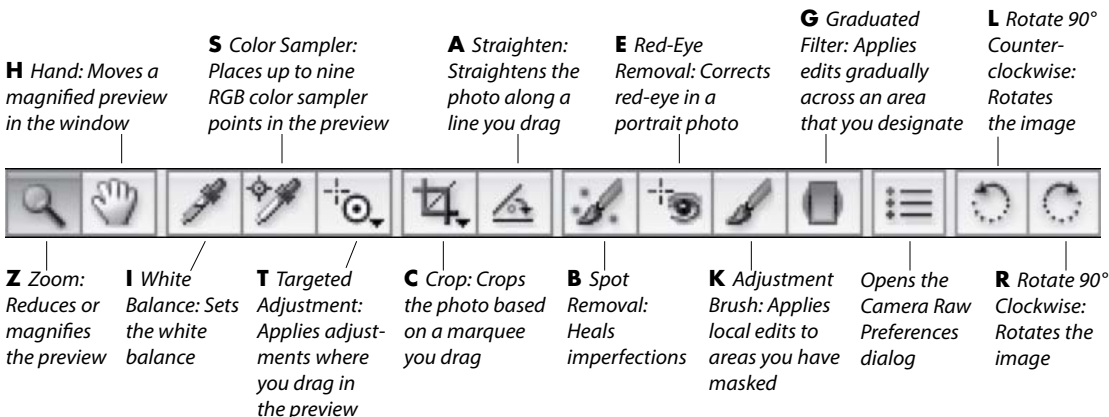 H Hand: Moves a
magnified preview
in the window
S Color Sampler:
Places up to nine
RGB color sampler
points in the preview
A Straighten:
Straightens the
photo along a
line you drag
E Red-Eye
Removal: Corrects
red-eye in a
portrait photo
G Graduated
Filter: Applies
edits gradually
across an area
that you designate
L Rotate 90°
Counter-
clockwise:
Rotates
the image
Z Zoom:
Reduces or
magnifies
the preview
I White
Balance: Sets
the white
balance
T Targeted
Adjustment:
Applies adjust-
ments where
you drag in
the preview
C Crop: Crops
the photo based
on a marquee
you drag
B Spot
Removal:
Heals
imperfections
K Adjustment
Brush: Applies
local edits to
areas you have
masked
Opens the
Camera Raw
Preferences
dialog
R Rotate 90°
Clockwise:
Rotates the
image